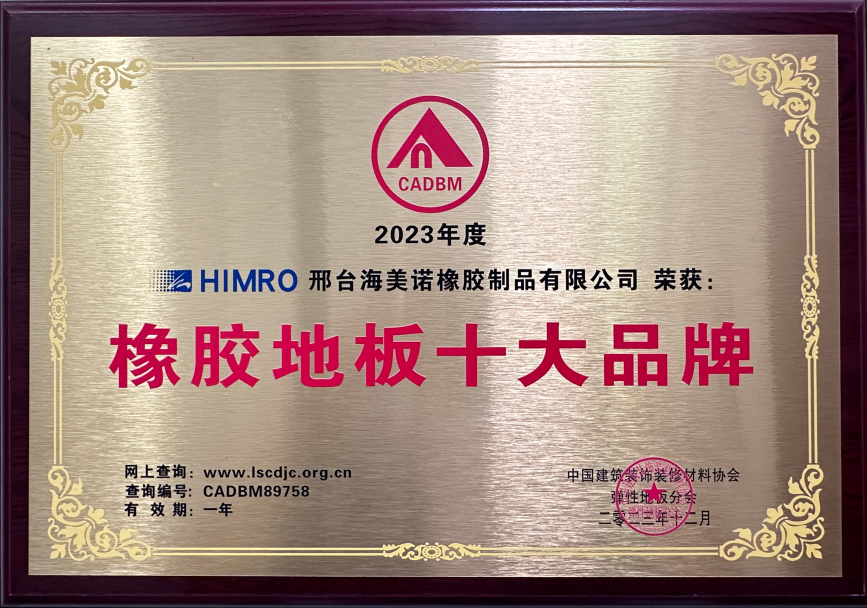 CADBM
2023年度
HIMRO 邢台海美诺橡胶制品有限公司 荣获：
橡胶地板十大品牌
网上查询：www.lscdjc.org.cn
查询编号：CADBM89758
有 效 期：一年
中国建筑装饰装修材料协会
弹性地板分会
二零二三年十二月